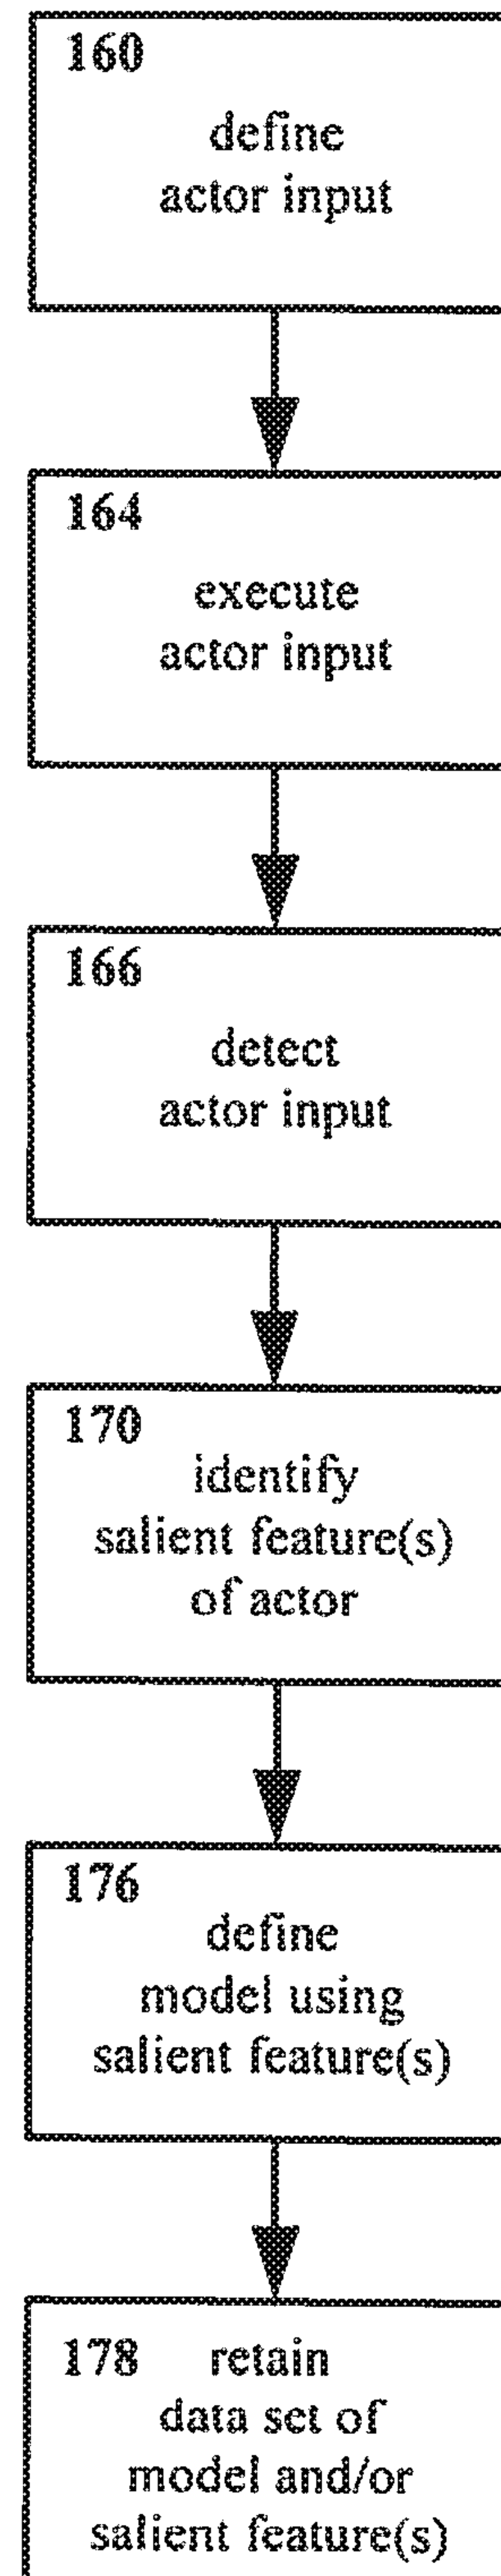 160
define
actor input
164
execute
actor input
166
detect
actor input
170
identify
salient feature(s)
of actor
176
define
model using
salient feature(s)
178 retain
data set of
model and/or
salient feature(s)